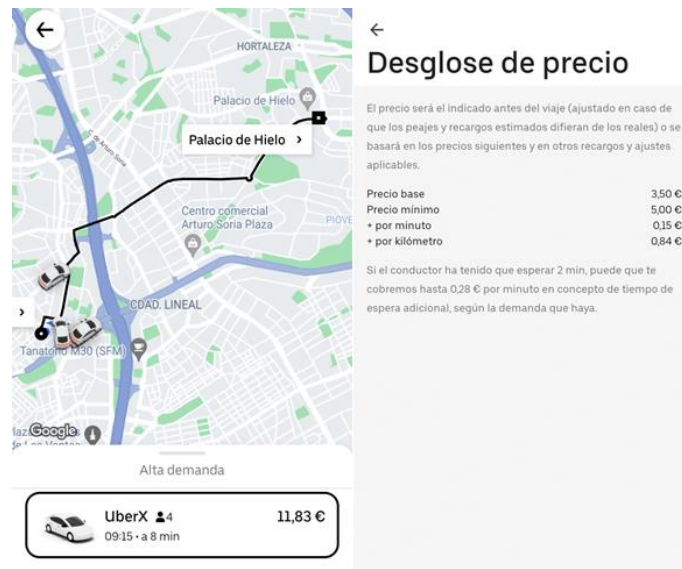 HORTALEZA
Palacio de Hielo
Palacio de Hielo >
C. de Arturo Soria
Centro comercial
Arturo Soria Plaza
PIOVE
CDAD. LINEAL
>
Tanatorio M30 (SFM)
Google
Alta demanda
UberX 4
11,83 €
09:15 • a 8 min
Desglose de precio
El precio será el indicado antes del viaje (ajustado en caso de
que los peajes y recargos estimados difieran de los reales) o se
basará en los precios siguientes y en otros recargos y ajustes
aplicables.
Precio base 3,50 €
Precio mínimo 5,00 €
+ por minuto 0,15 €
+ por kilómetro 0,84 €
Si el conductor ha tenido que esperar 2 min, puede que te
cobremos hasta 0,28 € por minuto en concepto de tiempo de
espera adicional, según la demanda que haya.